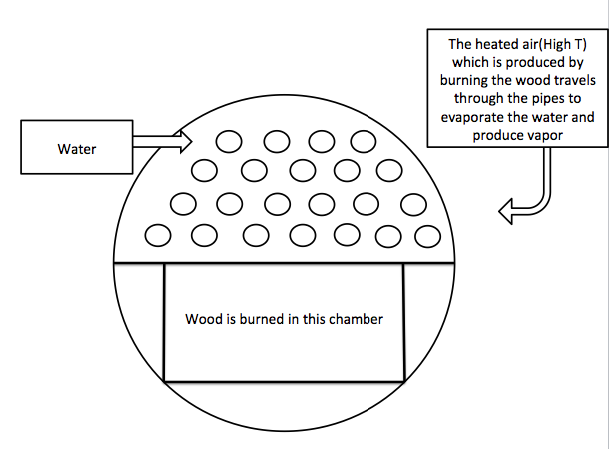 The heated air(High T)
which is produced by
burning the wood travels
through the pipes to
evaporate the water and
produce vapor
Water
Wood is burned in this chamber